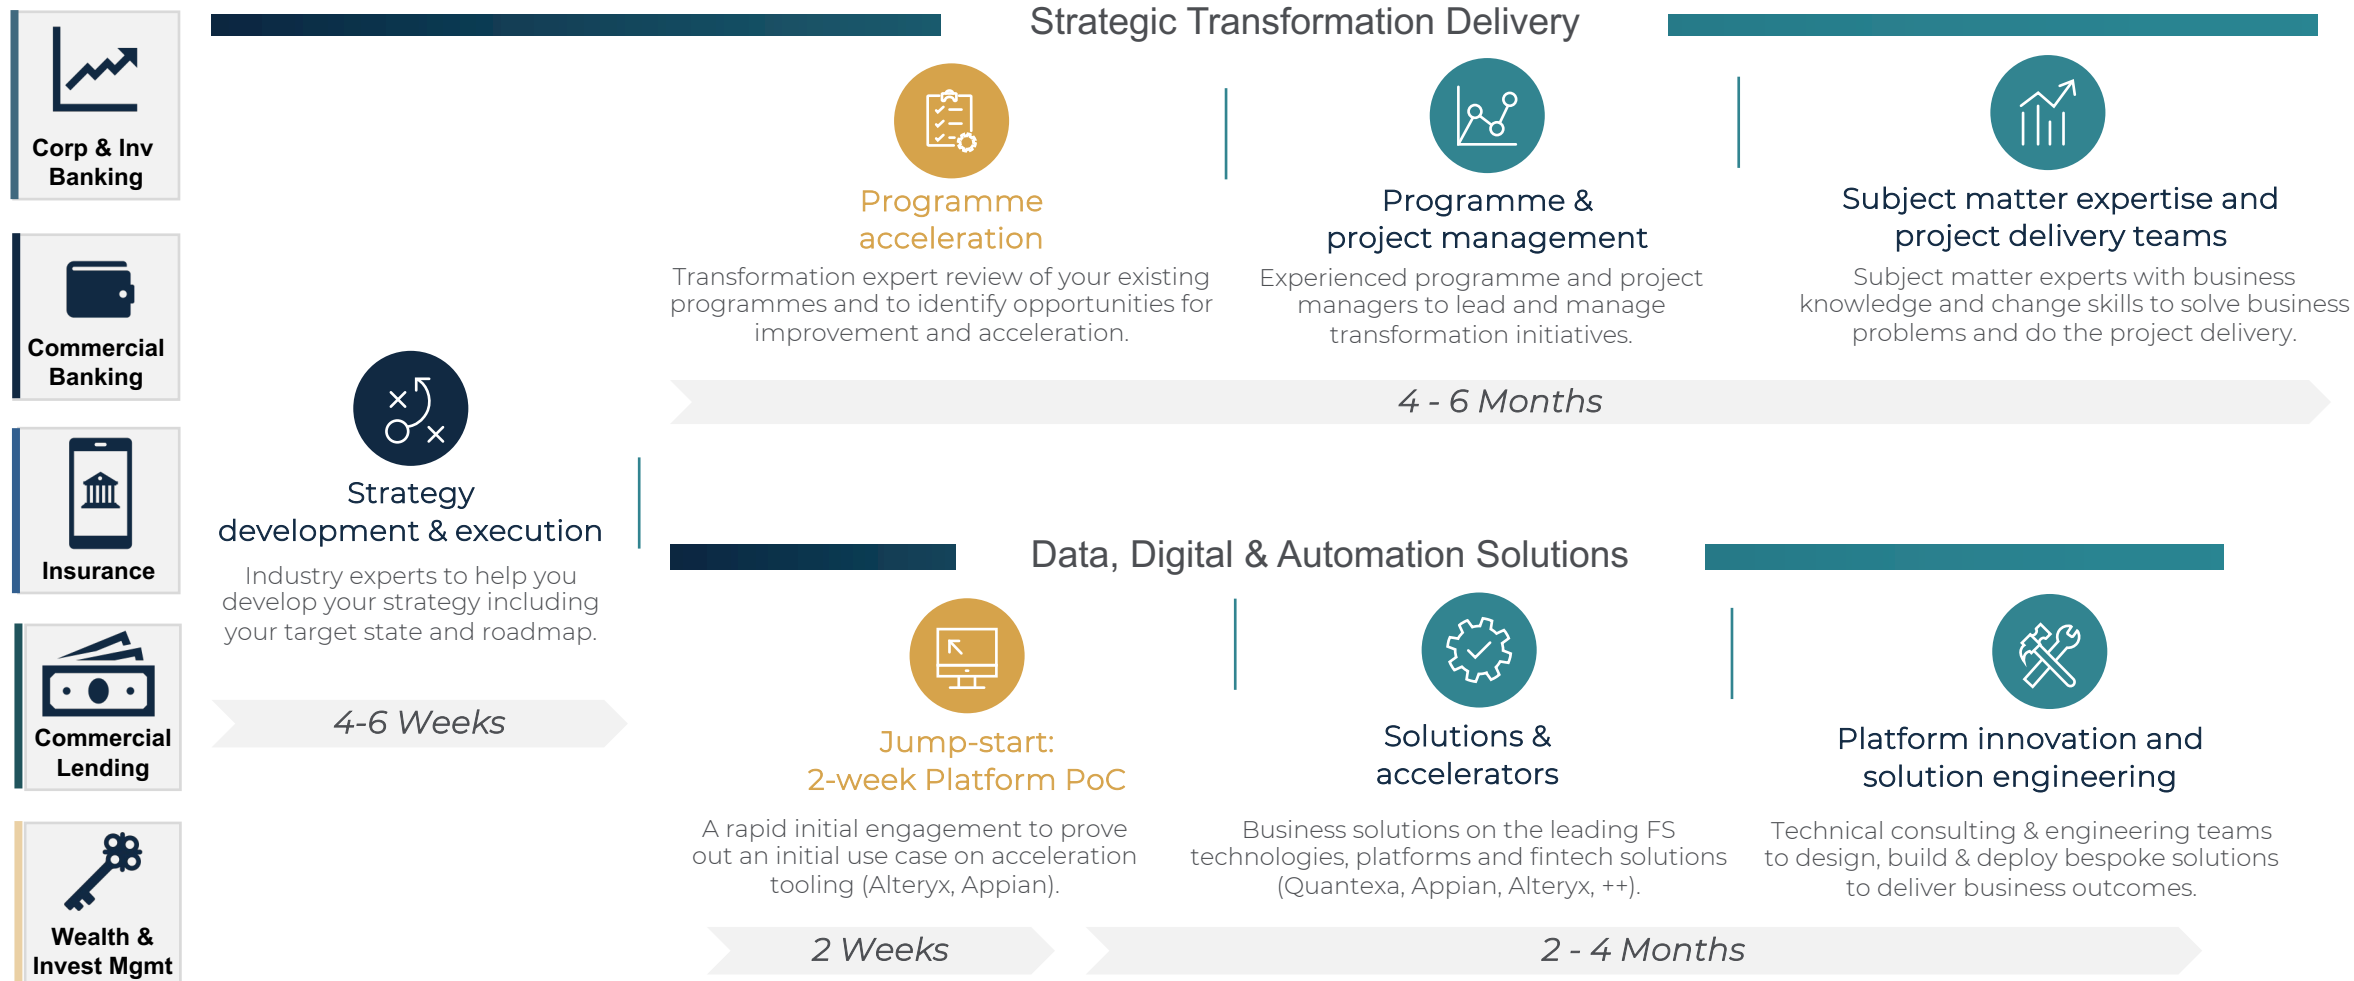 Corp & Inv
Banking
Commercial
Banking
Insurance
Commercial
Lending
Wealth &
Invest Mgmt
Strategic Transformation Delivery
Strategy
development & execution
Industry experts to help you
develop your strategy including
your target state and roadmap.
4-6 Weeks
Programme
acceleration
Transformation expert review of your existing
programmes and to identify opportunities for
improvement and acceleration.
Programme &
project management
Experienced programme and project
managers to lead and manage
transformation initiatives.
Subject matter expertise and
project delivery teams
Subject matter experts with business
knowledge and change skills to solve business
problems and do the project delivery.
4 - 6 Months
Data, Digital & Automation Solutions
Jump-start:
2-week Platform PoC
A rapid initial engagement to prove
out an initial use case on acceleration
tooling (Alteryx, Appian).
Solutions &
accelerators
Business solutions on the leading FS
technologies, platforms and fintech solutions
(Quantexa, Appian, Alteryx, ++).
Platform innovation and
solution engineering
Technical consulting & engineering teams
to design, build & deploy bespoke solutions
to deliver business outcomes.
2 Weeks
2 - 4 Months